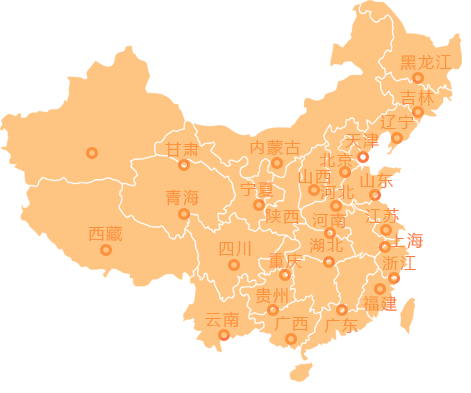 黑龙江
吉林
辽宁
天津
内蒙古
甘肃
北京
山西
山东
宁夏
河北
青海
陕西
江苏
河南
西藏
上海
四川
湖北
重庆
浙江
贵州
福建
云南
广西
广东